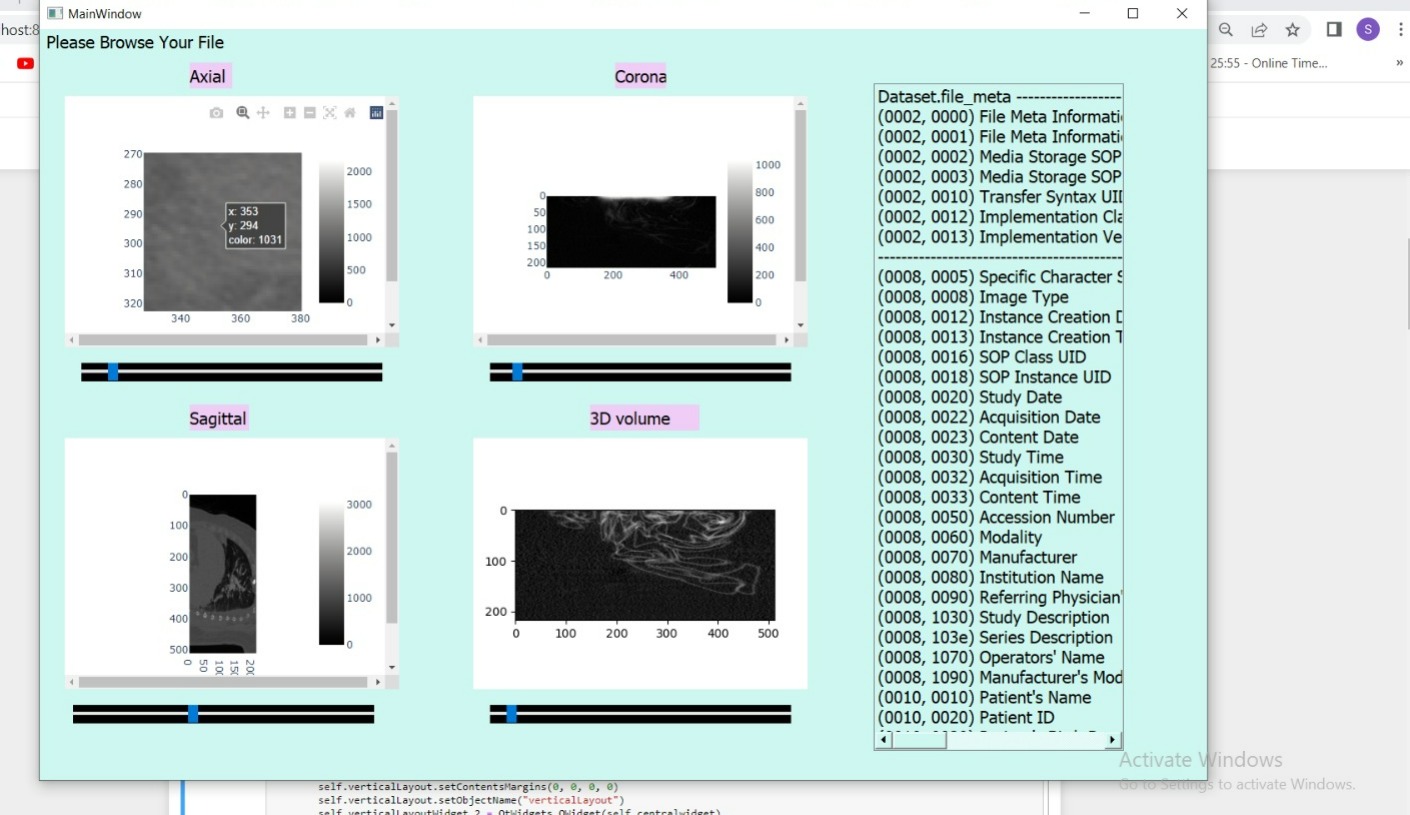 MainWindow
host:8
S
Please Browse Your File
25:55 - Online Time...
»
Axial
270
280
290
300
310
320
340
360
380
x: 353
y: 294
color: 1031
2000
1500
1000
500
0
Corona
0
50
100
150
200
0
200
400
1000
800
600
400
200
0
Sagittal
0
100
200
300
400
500
0
50
100
150
200
3000
2000
1000
0
3D volume
0
100
200
0
100
200
300
400
500
Dataset.file_meta ------------------
(0002, 0000) File Meta Informati
(0002, 0001) File Meta Informati
(0002, 0002) Media Storage SOP
(0002, 0003) Media Storage SOP
(0002, 0010) Transfer Syntax UI
(0002, 0012) Implementation Cla
(0002, 0013) Implementation Ve
------------------------------------------
(0008, 0005) Specific Character S
(0008, 0008) Image Type
(0008, 0012) Instance Creation D
(0008, 0013) Instance Creation T
(0008, 0016) SOP Class UID
(0008, 0018) SOP Instance UID
(0008, 0020) Study Date
(0008, 0022) Acquisition Date
(0008, 0023) Content Date
(0008, 0030) Study Time
(0008, 0032) Acquisition Time
(0008, 0033) Content Time
(0008, 0050) Accession Number
(0008, 0060) Modality
(0008, 0070) Manufacturer
(0008, 0080) Institution Name
(0008, 0090) Referring Physician'
(0008, 1030) Study Description
(0008, 103e) Series Description
(0008, 1070) Operators' Name
(0008, 1090) Manufacturer's Mod
(0010, 0010) Patient's Name
(0010, 0020) Patient ID
Activate Windows
Go to Settings to activate Windows.
self.verticalLayout.setContentsMargins(0, 0, 0, 0)
self.verticalLayout.setObjectName("verticalLayout")
self.verticalLayoutWidget_2 = QtWidgets.QWidget(self.centralwidget)